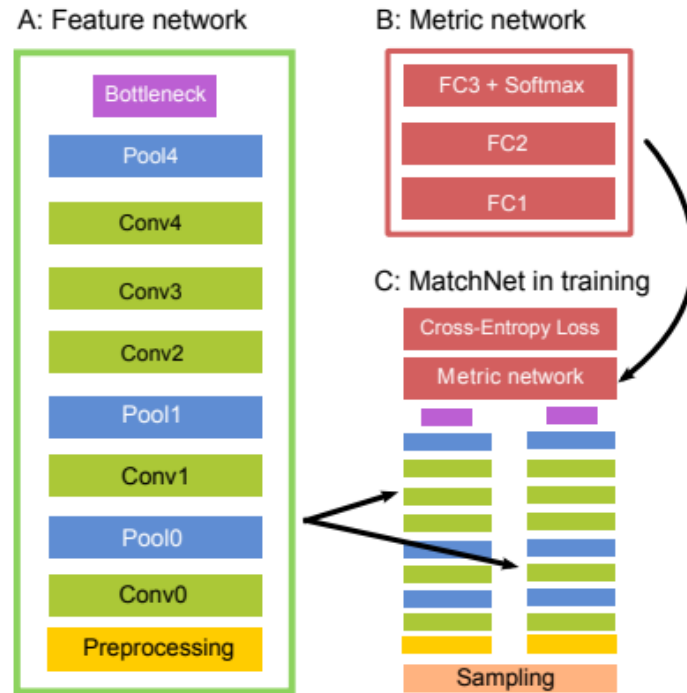 A: Feature network
Bottleneck
Pool4
Conv4
Conv3
Conv2
Pool1
Conv1
Pool0
Conv0
Preprocessing
B: Metric network
FC3 + Softmax
FC2
FC1
C: MatchNet in training
Cross-Entropy Loss
Metric network
Sampling